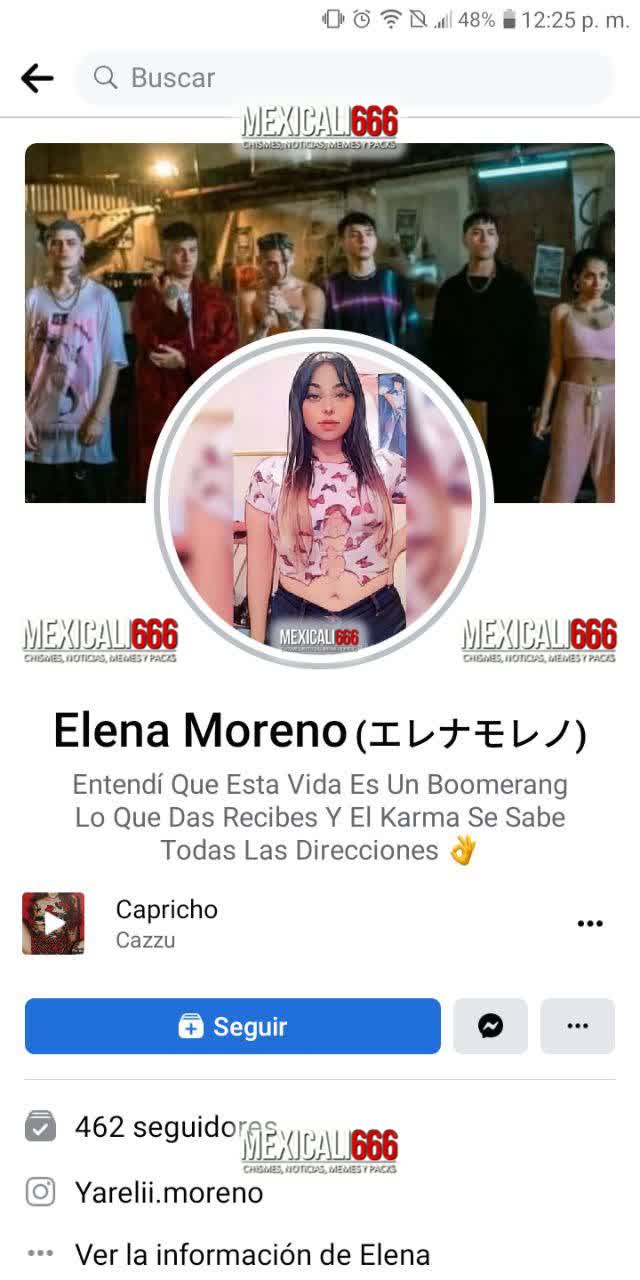 48% 12:25 p. m.
Buscar
MEXICALI666
CHISMES, NOTICIAS, MEMES Y PACKS
MEXICALI666
MEXICALI666
CHISMES, NOTICIAS, MEMES Y PACKS
MEXICALI666
CHISMES, NOTICIAS, MEMES Y PACKS
Elena Moreno (エレナモレノ)
Entendí Que Esta Vida Es Un Boomerang
Lo Que Das Recibes Y El Karma Se Sabe
Todas Las Direcciones 👌
Capricho
Cazzu
Seguir
462 seguidores
MEXICALI666
CHISMES, NOTICIAS, MEMES Y PACKS
Yarelii.moreno
Ver la información de Elena